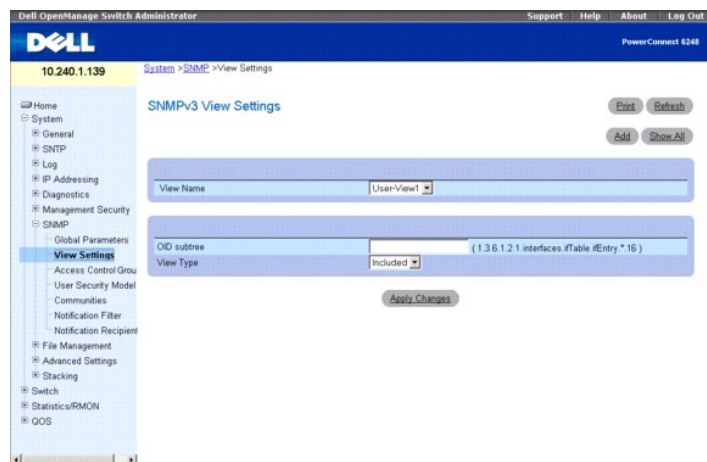 Dell OpenManage Switch Administrator
Support Help About Log Out
DELL
PowerConnect 6248
10.240.1.139
System >SNMP >View Settings
Home
System
General
SNTP
Log
IP Addressing
Diagnostics
Management Security
SNMP
Global Parameters
View Settings
Access Control Grou
User Security Model
Communities
Notification Filter
Notification Recipient
File Management
Advanced Settings
Stacking
Switch
Statistics/RMON
QOS
SNMPv3 View Settings
Print Refresh
Add Show All
View Name User-View1
OID subtree (1.3.6.1.2.1.interfaces.ifTable.ifEntry.*.16 )
View Type Included
Apply Changes